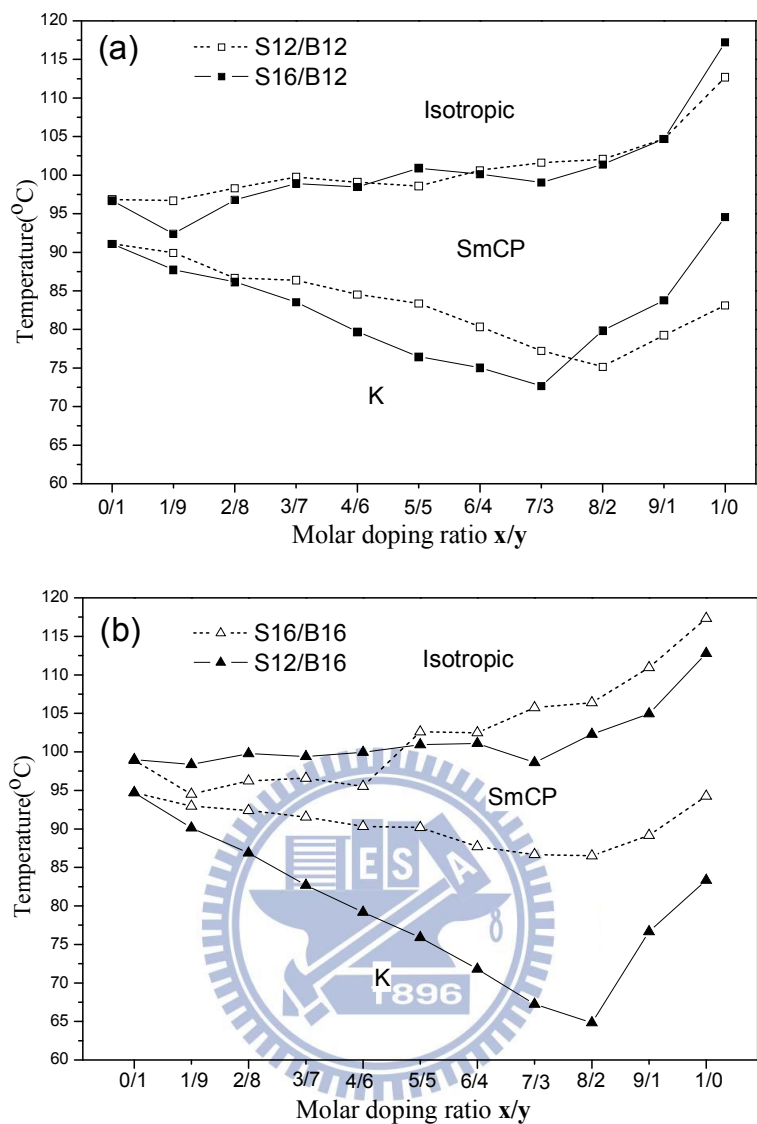 (a)
S12/B12
S16/B12
Isotropic
SmCP
K
Temperature(°C)
120
115
110
105
100
95
90
85
80
75
70
65
60
0/1 1/9 2/8 3/7 4/6 5/5 6/4 7/3 8/2 9/1 1/0
Molar doping ratio x/y
(b)
S16/B16
S12/B16
Isotropic
SmCP
K
ESA
1896
Temperature(°C)
120
115
110
105
100
95
90
85
80
75
70
65
60
0/1 1/9 2/8 3/7 4/6 5/5 6/4 7/3 8/2 9/1 1/0
Molar doping ratio x/y